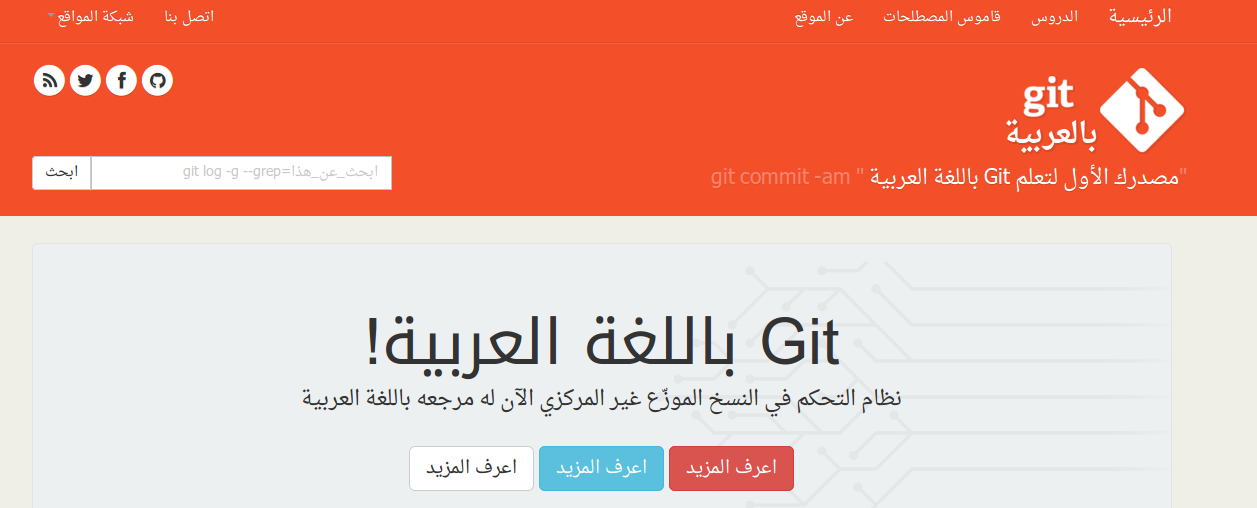 الرئيسية الدروس قاموس المصطلحات عن الموقع اتصل بنا شبكة المواقع
git
بالعربية
git commit -am "مصدرك الأول لتعلم Git باللغة العربية"
git log -g --grep=ابحث_عن_هذا ابحث
Git باللغة العربية!
نظام التحكم في النسخ الموزّع غير المركزي الآن له مرجعه باللغة العربية
اعرف المزيد اعرف المزيد اعرف المزيد